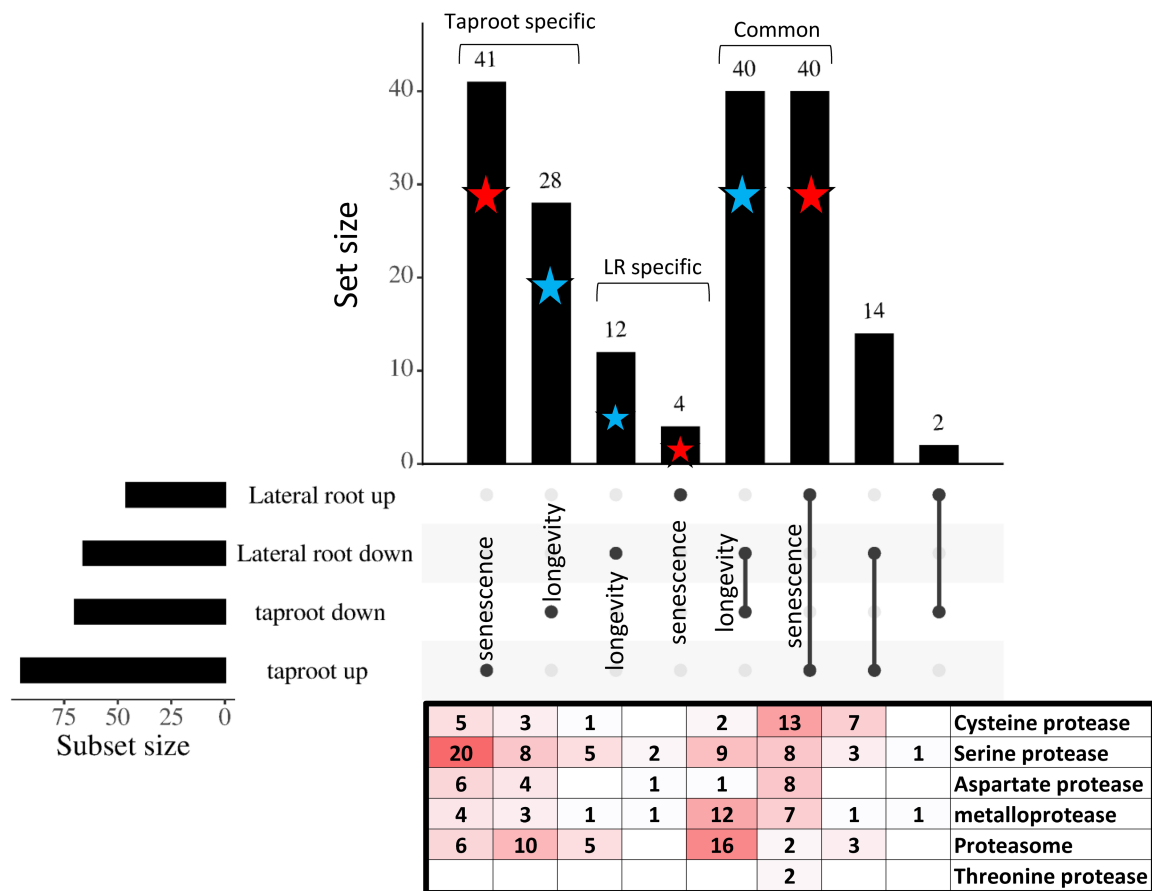 Taproot specific
Common
41
40
40
40
28
30
LR specific
Set size
20
12
14
10
4
2
0
Lateral root up
Lateral root down
taproot down
taproot up
senescence
longevity
longevity
senescence
longevity
senescence
75 50 25 0
Subset size
5 3 1 2 13 7 Cysteine protease
20 8 5 2 9 8 3 1 Serine protease
6 4 1 1 8 Aspartate protease
4 3 1 1 12 7 1 1 metalloprotease
6 10 5 16 2 3 Proteasome
2 Threonine protease